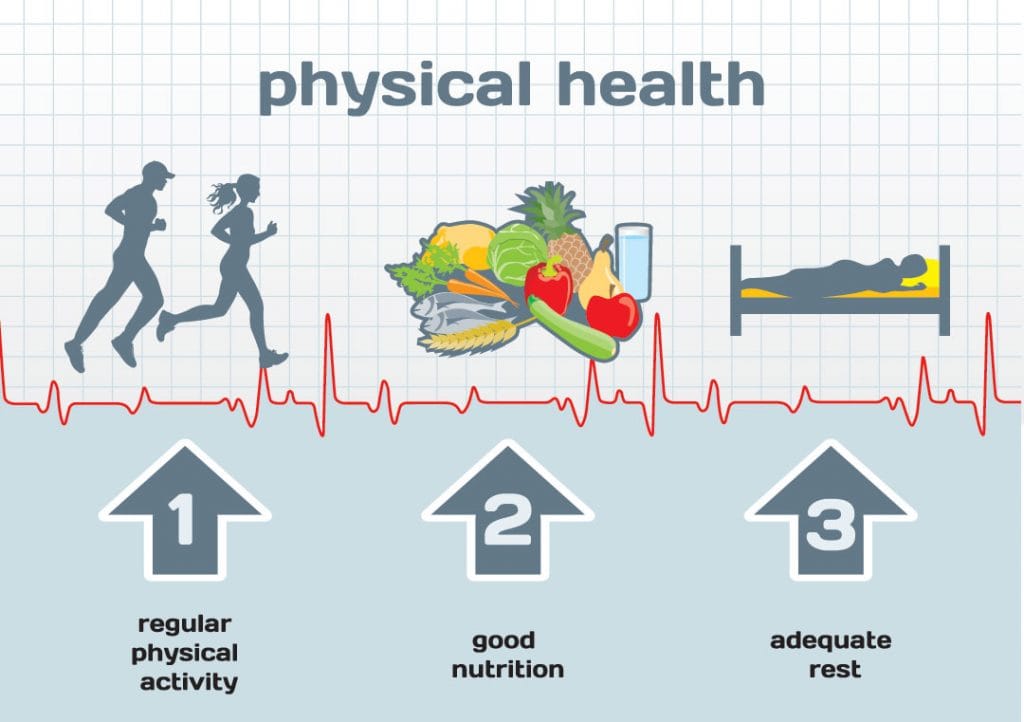 physical health
1
2
3
regular
physical
activity
good
nutrition
adequate
rest